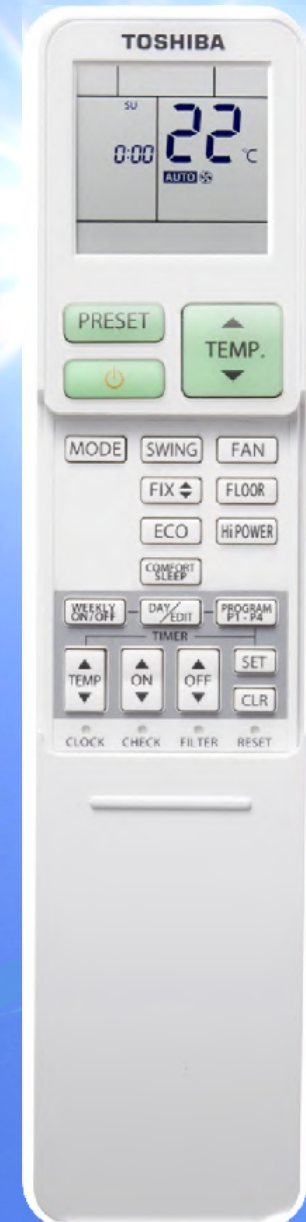 TOSHIBA
SU
0:00 22 °C
AUTO
PRESET
TEMP.
MODE SWING FAN
FIX FLOOR
ECO Hi POWER
COMFORT
SLEEP
WEEKLY
ON/OFF
DAY/EDIT
PROGRAM
P1 - P4
TIMER
TEMP ON OFF SET
CLR
CLOCK CHECK FILTER RESET